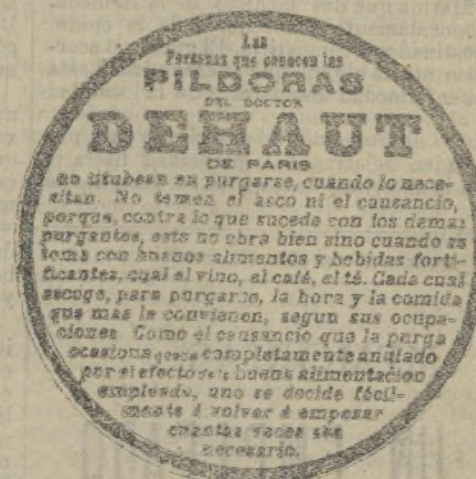 Las
Personas que conocen las
PILDORAS
DEL DOCTOR
DEHAUT
DE PARIS
no titubean en purgarse, cuando lo nece-
sitan. No temen el asco ni el causancio,
porque, contra lo que sucede con los demas
purgantes, este no obra bien sino cuando se
toma con buenos alimentos y bebidas forti-
ficantes, cual el vino, el café, el té. Cada cual
escoge, para purgarse, la hora y la comida
que mas le convienen, segun sus ocupa-
ciones. Como el causancio que la purga
ocasiona queda completamente anulado
por el efecto de la buena alimentacion
empleada, uno se decide fácil-
mente á volver á empezar
cuantas veces sea
necesario.